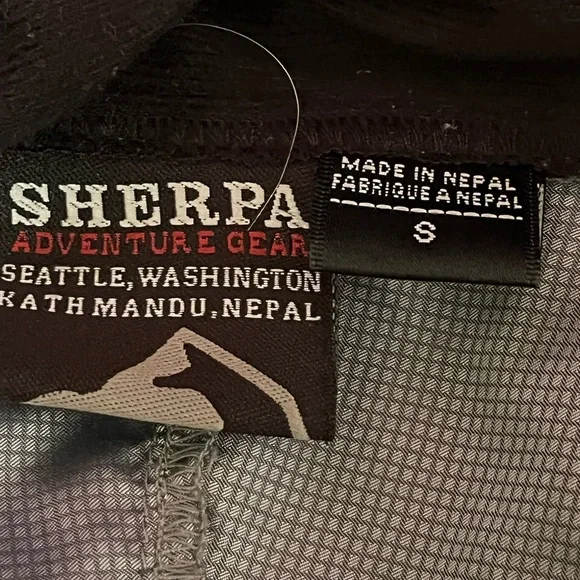 SHERPA
ADVENTURE GEAR
SEATTLE, WASHINGTON
KATHMANDU, NEPAL
MADE IN NEPAL
FABRIQUE A NEPAL
S